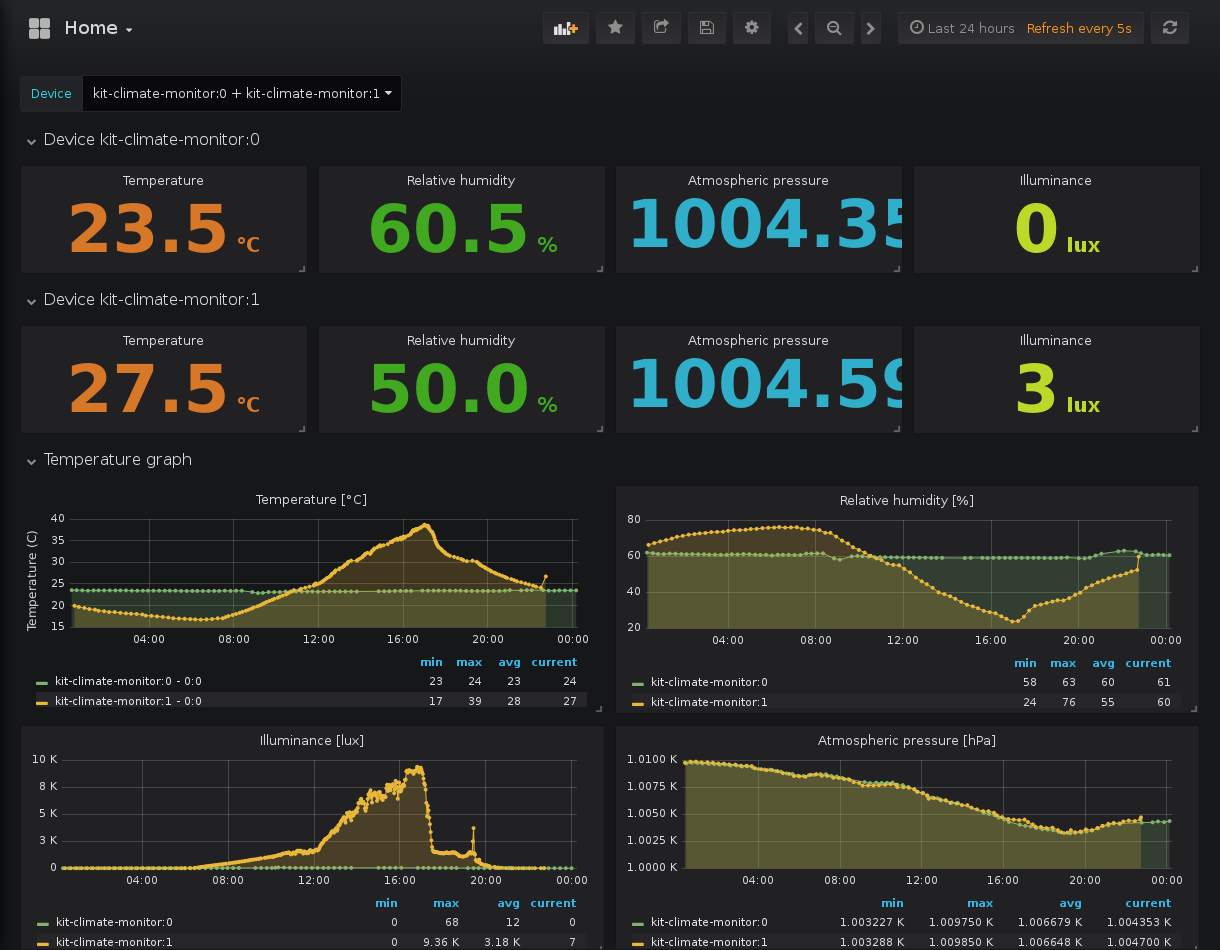 Home
Last 24 hours Refresh every 5s
Device kit-climate-monitor:0 + kit-climate-monitor:1
Device kit-climate-monitor:0
Temperature Relative humidity Atmospheric pressure Illuminance
23.5 °C 60.5 % 1004.35 0 lux
Device kit-climate-monitor:1
Temperature Relative humidity Atmospheric pressure Illuminance
27.5 °C 50.0 % 1004.59 3 lux
Temperature graph
Temperature [°C]
Temperature (C)
40
35
30
25
20
15
04:00 08:00 12:00 16:00 20:00 00:00
min max avg current
kit-climate-monitor:0 - 0:0 23 24 23 24
kit-climate-monitor:1 - 0:0 17 39 28 27
Relative humidity [%]
80
60
40
20
04:00 08:00 12:00 16:00 20:00 00:00
min max avg current
kit-climate-monitor:0 58 63 60 61
kit-climate-monitor:1 24 76 55 60
Illuminance [lux]
10 K
8 K
5 K
3 K
0
04:00 08:00 12:00 16:00 20:00 00:00
min max avg current
kit-climate-monitor:0 0 68 12 0
kit-climate-monitor:1 0 9.36 K 3.18 K 7
Atmospheric pressure [hPa]
1.0100 K
1.0075 K
1.0050 K
1.0025 K
1.0000 K
04:00 08:00 12:00 16:00 20:00 00:00
min max avg current
kit-climate-monitor:0 1.003227 K 1.009750 K 1.006679 K 1.004353 K
kit-climate-monitor:1 1.003288 K 1.009850 K 1.006648 K 1.004700 K